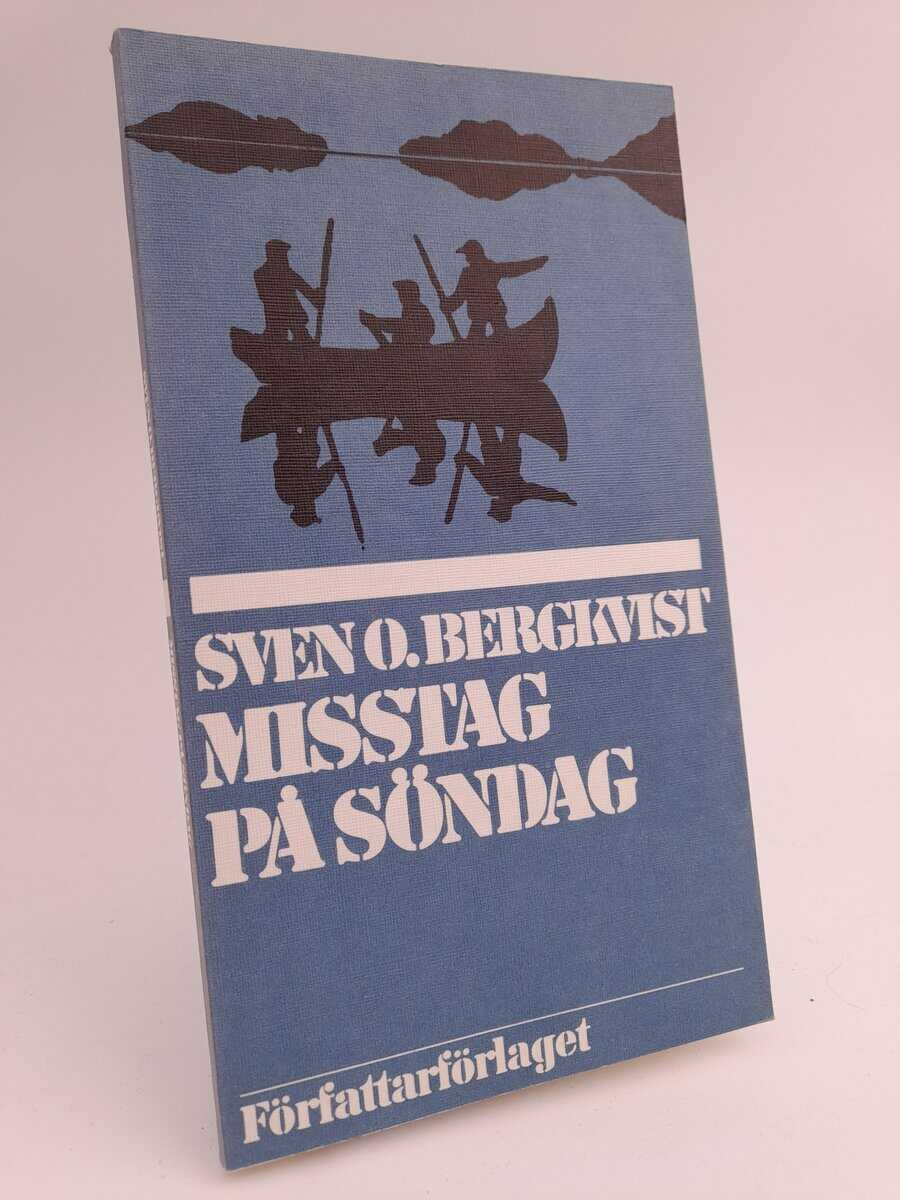 SVEN O. BERGKVIST
MISSTAG
PÅ SÖNDAG
Författarförlaget